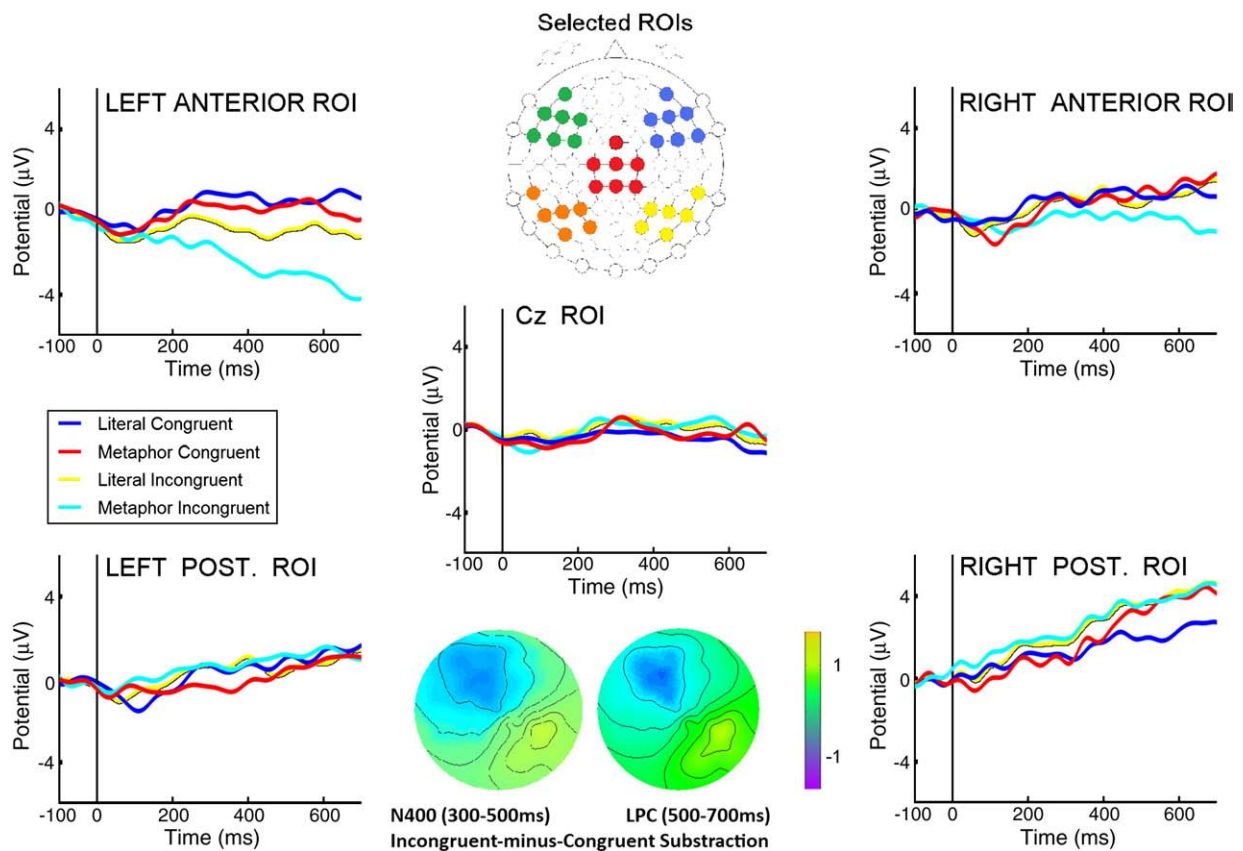 Selected ROIs
LEFT ANTERIOR ROI
4
0
-4
Potential (µV)
-100 0 200 400 600
Time (ms)
RIGHT ANTERIOR ROI
4
0
-4
Potential (µV)
-100 0 200 400 600
Time (ms)
Cz ROI
4
0
-4
Potential (µV)
-100 0 200 400 600
Time (ms)
Literal Congruent
Metaphor Congruent
Literal Incongruent
Metaphor Incongruent
LEFT POST. ROI
4
0
-4
Potential (µV)
-100 0 200 400 600
Time (ms)
RIGHT POST. ROI
4
0
-4
Potential (µV)
-100 0 200 400 600
Time (ms)
1
-1
N400 (300-500ms) LPC (500-700ms)
Incongruent-minus-Congruent Substraction